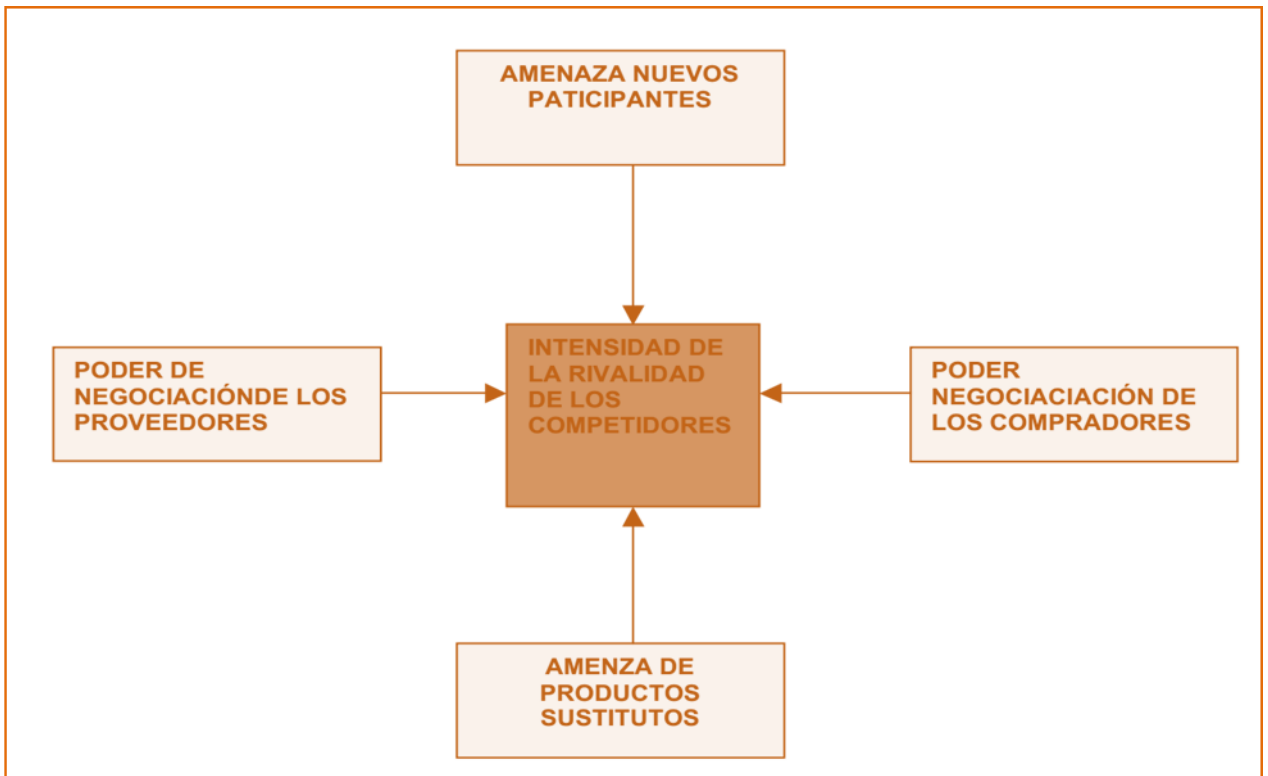 AMENAZA NUEVOS
PATICIPANTES
PODER DE
NEGOCIACIÓNDE LOS
PROVEEDORES
INTENSIDAD DE
LA RIVALIDAD
DE LOS
COMPETIDORES
PODER
NEGOCIACIACIÓN DE
LOS COMPRADORES
AMENZA DE
PRODUCTOS
SUSTITUTOS